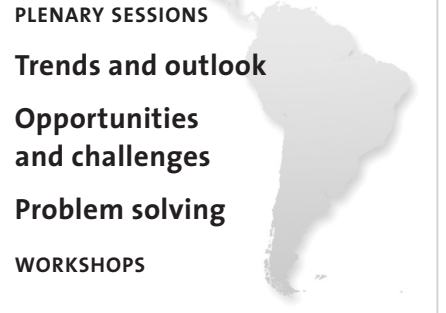 PLENARY SESSIONS
Trends and outlook
Opportunities
and challenges
Problem solving
WORKSHOPS